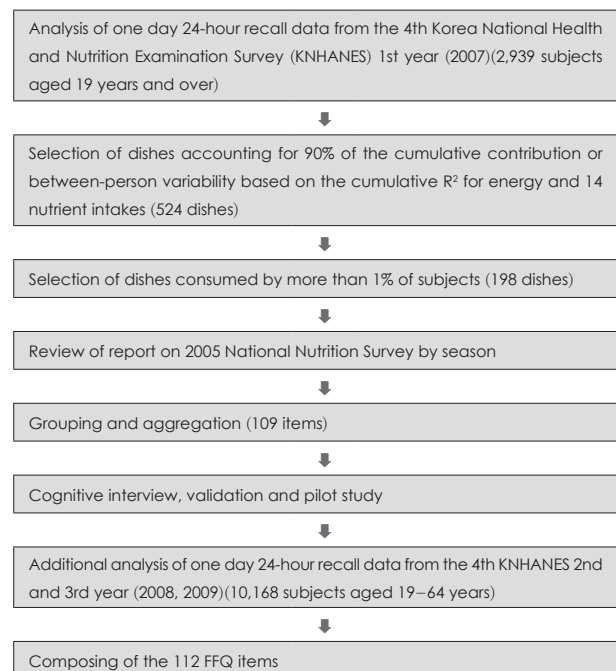 Analysis of one day 24-hour recall data from the 4th Korea National Health
and Nutrition Examination Survey (KNHANES) 1st year (2007)(2,939 subjects
aged 19 years and over)
Selection of dishes accounting for 90% of the cumulative contribution or
between-person variability based on the cumulative R² for energy and 14
nutrient intakes (524 dishes)
Selection of dishes consumed by more than 1% of subjects (198 dishes)
Review of report on 2005 National Nutrition Survey by season
Grouping and aggregation (109 items)
Cognitive interview, validation and pilot study
Additional analysis of one day 24-hour recall data from the 4th KNHANES 2nd
and 3rd year (2008, 2009)(10,168 subjects aged 19−64 years)
Composing of the 112 FFQ items